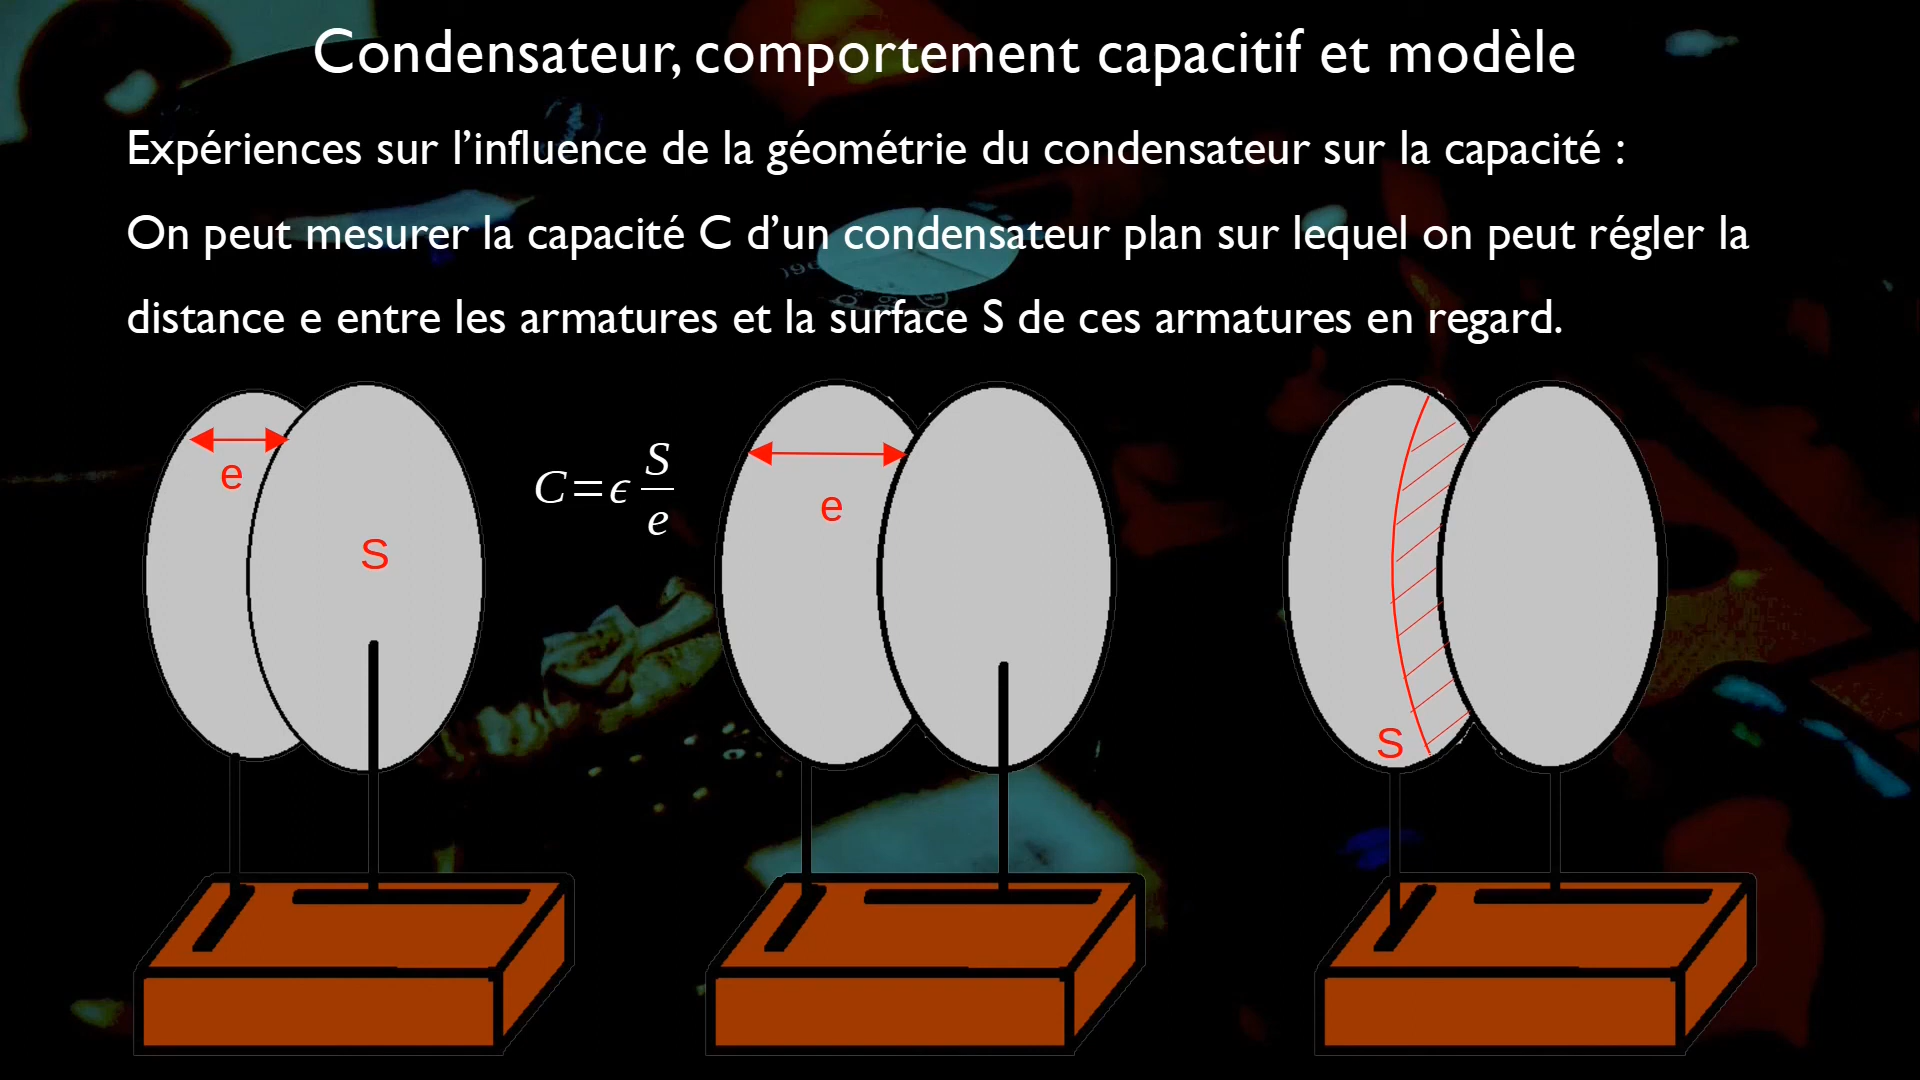 Condensateur, comportement capacitif et modèle
Expériences sur l’influence de la géométrie du condensateur sur la capacité :
On peut mesurer la capacité C d’un condensateur plan sur lequel on peut régler la
distance e entre les armatures et la surface S de ces armatures en regard.
e
S
C=ϵ S/e
e
S